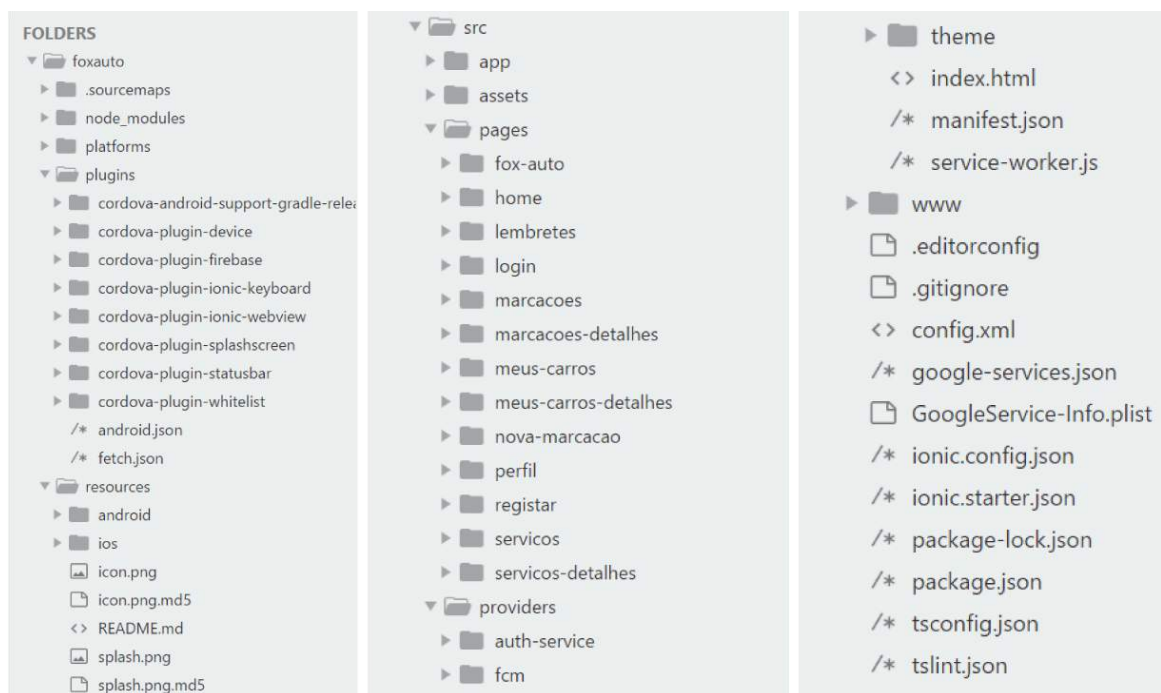 FOLDERS
foxauto
.sourcemaps
node_modules
platforms
plugins
cordova-android-support-gradle-rele
cordova-plugin-device
cordova-plugin-firebase
cordova-plugin-ionic-keyboard
cordova-plugin-ionic-webview
cordova-plugin-splashscreen
cordova-plugin-statusbar
cordova-plugin-whitelist
/* android.json
/* fetch.json
resources
android
ios
icon.png
icon.png.md5
<> README.md
splash.png
splash.png.md5
src
app
assets
pages
fox-auto
home
lembretes
login
marcacoes
marcacoes-detalhes
meus-carros
meus-carros-detalhes
nova-marcacao
perfil
registar
servicos
servicos-detalhes
providers
auth-service
fcm
theme
<> index.html
/* manifest.json
/* service-worker.js
www
.editorconfig
.gitignore
<> config.xml
/* google-services.json
GoogleService-Info.plist
/* ionic.config.json
/* ionic.starter.json
/* package-lock.json
/* package.json
/* tsconfig.json
/* tslint.json